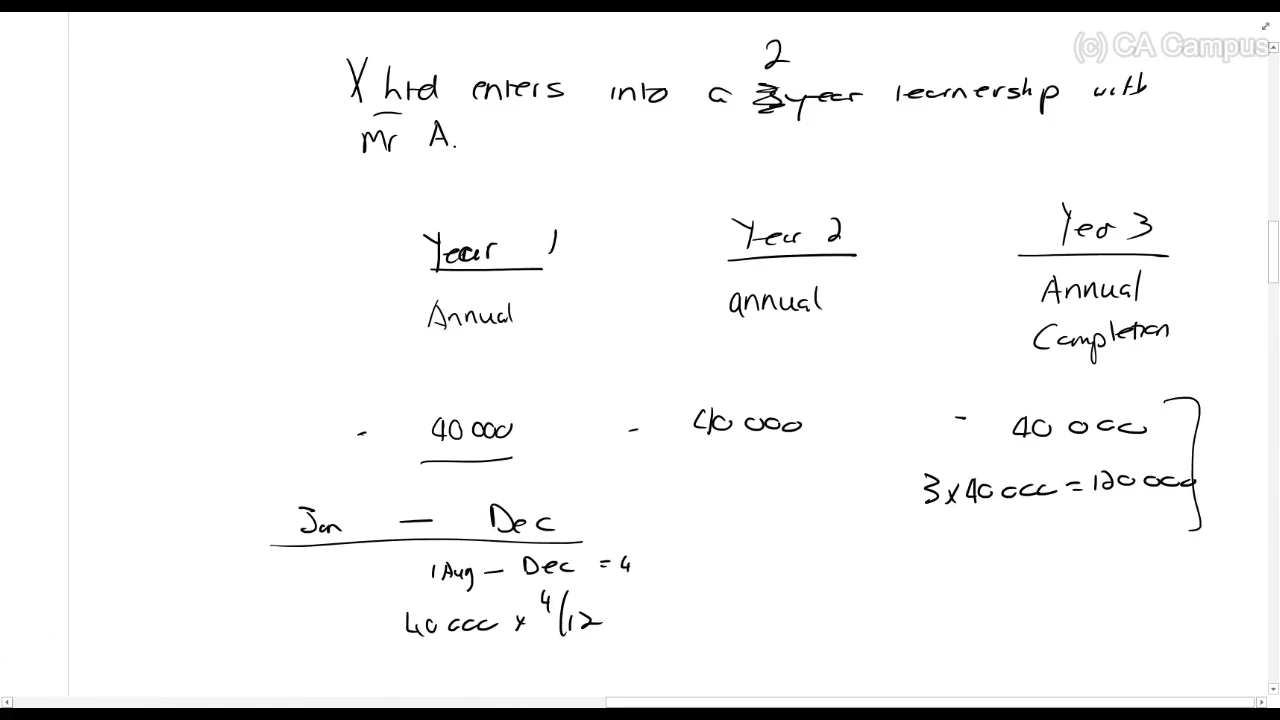 (c) CA Campus
2
X Ltd enters into a year learnership with
Mr A.
Year 1 Year 2 Year 3
Annual annual Annual
Completion
- 40 000 - 40 000 - 40 000
3 x 40 000 = 120 000
Jan — Dec
1 Aug — Dec = 4
40 000 x 4/12